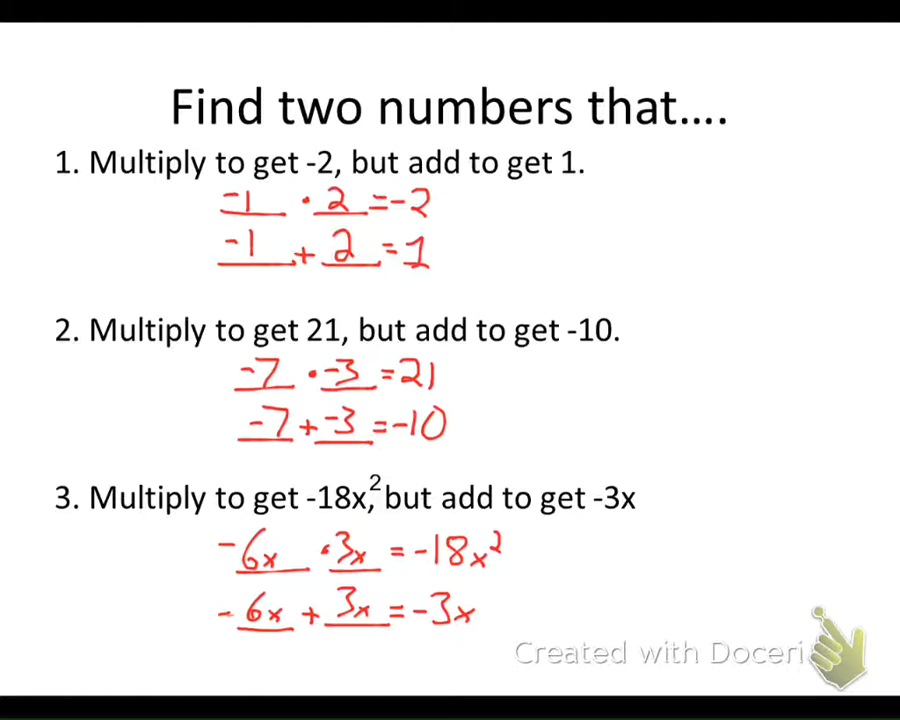 Find two numbers that....
1. Multiply to get -2, but add to get 1.
-1 · 2 = -2
-1 + 2 = 1
2. Multiply to get 21, but add to get -10.
-7 · -3 = 21
-7 + -3 = -10
3. Multiply to get -18x,² but add to get -3x
-6x · 3x = -18x²
-6x + 3x = -3x
Created with Doceri